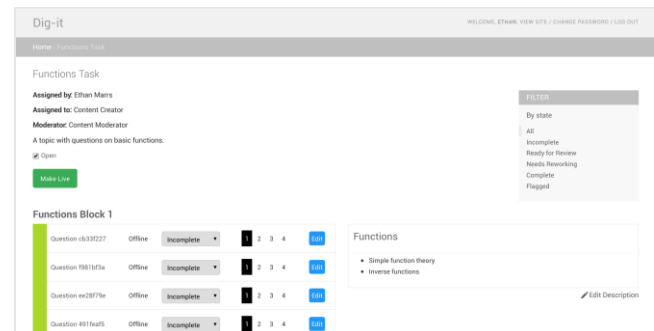 Dig-it
WELCOME, ETHAN. VIEW SITE / CHANGE PASSWORD / LOG OUT
Home › Functions Task
Functions Task
Assigned by: Ethan Marrs
Assigned to: Content Creator
Moderator: Content Moderator
A topic with questions on basic functions.
Open
Make Live
FILTER
By state
All
Incomplete
Ready for Review
Needs Reworking
Complete
Flagged
Functions Block 1
Question cb33f227 Offline Incomplete 1 2 3 4 Edit
Question f981bf3a Offline Incomplete 1 2 3 4 Edit
Question ee28f79e Offline Incomplete 1 2 3 4 Edit
Question 491feaf5 Offline Incomplete 1 2 3 4 Edit
Functions
Simple function theory
Inverse functions
Edit Description